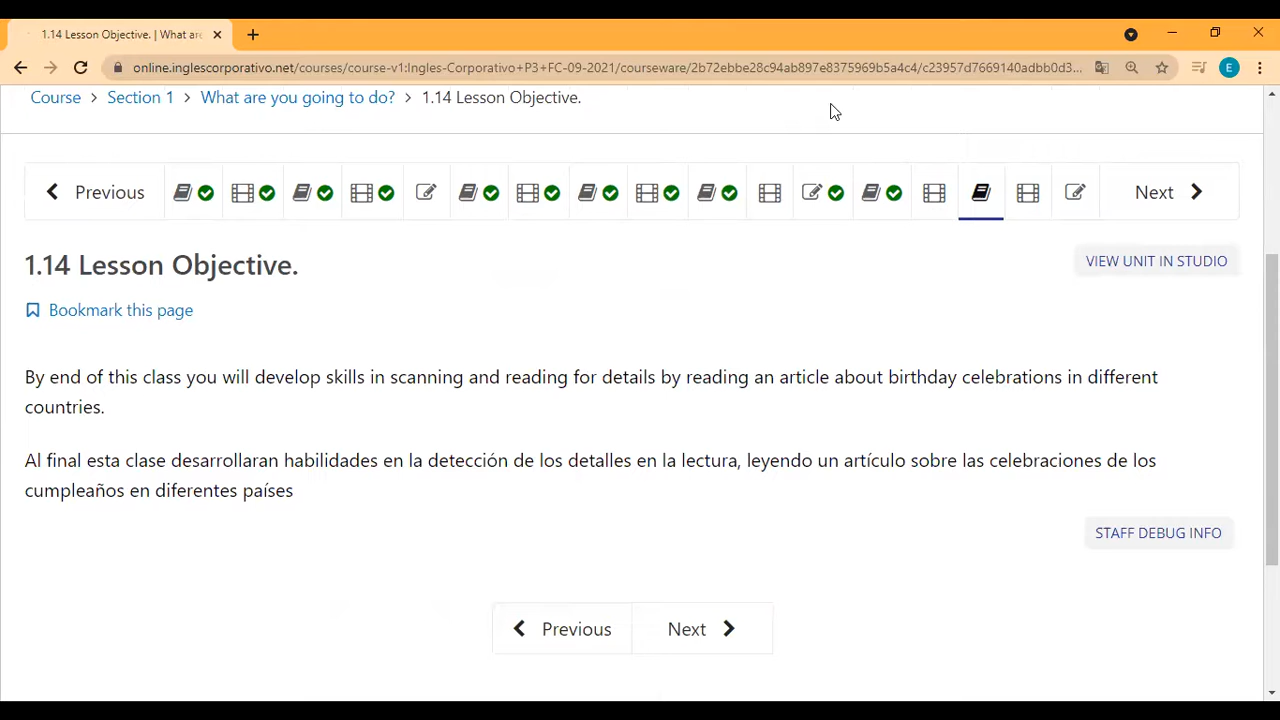 1.14 Lesson Objective. | What are
online.inglescorporativo.net/courses/course-v1:Ingles-Corporativo+P3+FC-09-2021/courseware/2b72ebbe28c94ab897e8375969b5a4c4/c23957d7669140adbb0d3...
E
Course > Section 1 > What are you going to do? > 1.14 Lesson Objective.
Previous
Next
1.14 Lesson Objective.
VIEW UNIT IN STUDIO
Bookmark this page
By end of this class you will develop skills in scanning and reading for details by reading an article about birthday celebrations in different
countries.
Al final esta clase desarrollaran habilidades en la detección de los detalles en la lectura, leyendo un artículo sobre las celebraciones de los
cumpleaños en diferentes países
STAFF DEBUG INFO
Previous
Next